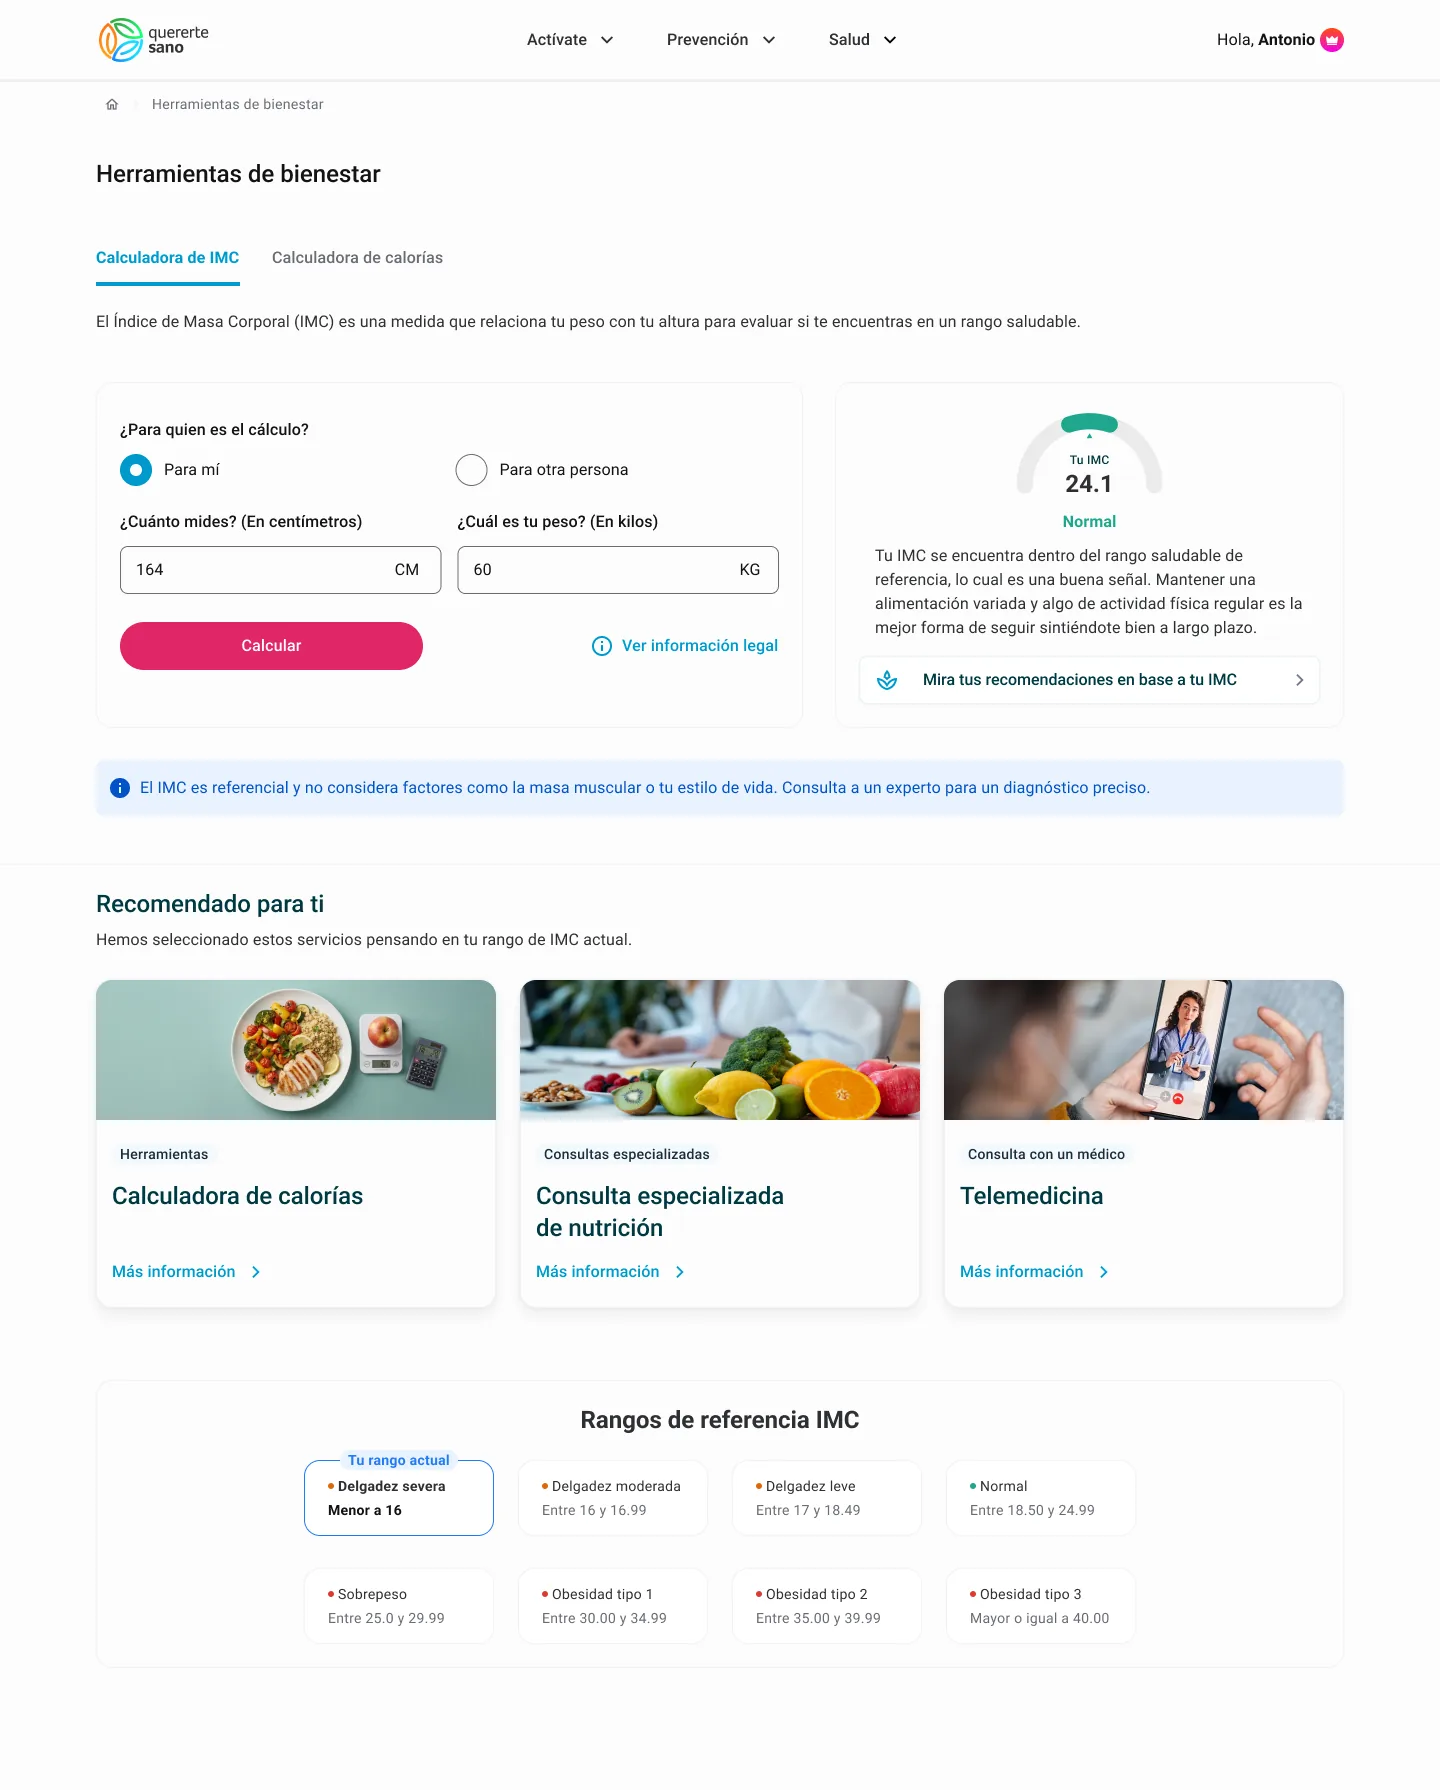 quererte
sano
Actívate
Prevención
Salud
Hola, Antonio
Herramientas de bienestar
Herramientas de bienestar
Calculadora de IMC
Calculadora de calorías
El Índice de Masa Corporal (IMC) es una medida que relaciona tu peso con tu altura para evaluar si te encuentras en un rango saludable.
¿Para quien es el cálculo?
Para mí
Para otra persona
¿Cuánto mides? (En centímetros)
¿Cuál es tu peso? (En kilos)
164 CM
60 KG
Calcular
Ver información legal
Tu IMC
24.1
Normal
Tu IMC se encuentra dentro del rango saludable de
referencia, lo cual es una buena señal. Mantener una
alimentación variada y algo de actividad física regular es la
mejor forma de seguir sintiéndote bien a largo plazo.
Mira tus recomendaciones en base a tu IMC
El IMC es referencial y no considera factores como la masa muscular o tu estilo de vida. Consulta a un experto para un diagnóstico preciso.
Recomendado para ti
Hemos seleccionado estos servicios pensando en tu rango de IMC actual.
Herramientas
Calculadora de calorías
Más información
Consultas especializadas
Consulta especializada
de nutrición
Más información
Consulta con un médico
Telemedicina
Más información
Rangos de referencia IMC
Tu rango actual
Delgadez severa
Menor a 16
Delgadez moderada
Entre 16 y 16.99
Delgadez leve
Entre 17 y 18.49
Normal
Entre 18.50 y 24.99
Sobrepeso
Entre 25.0 y 29.99
Obesidad tipo 1
Entre 30.00 y 34.99
Obesidad tipo 2
Entre 35.00 y 39.99
Obesidad tipo 3
Mayor o igual a 40.00